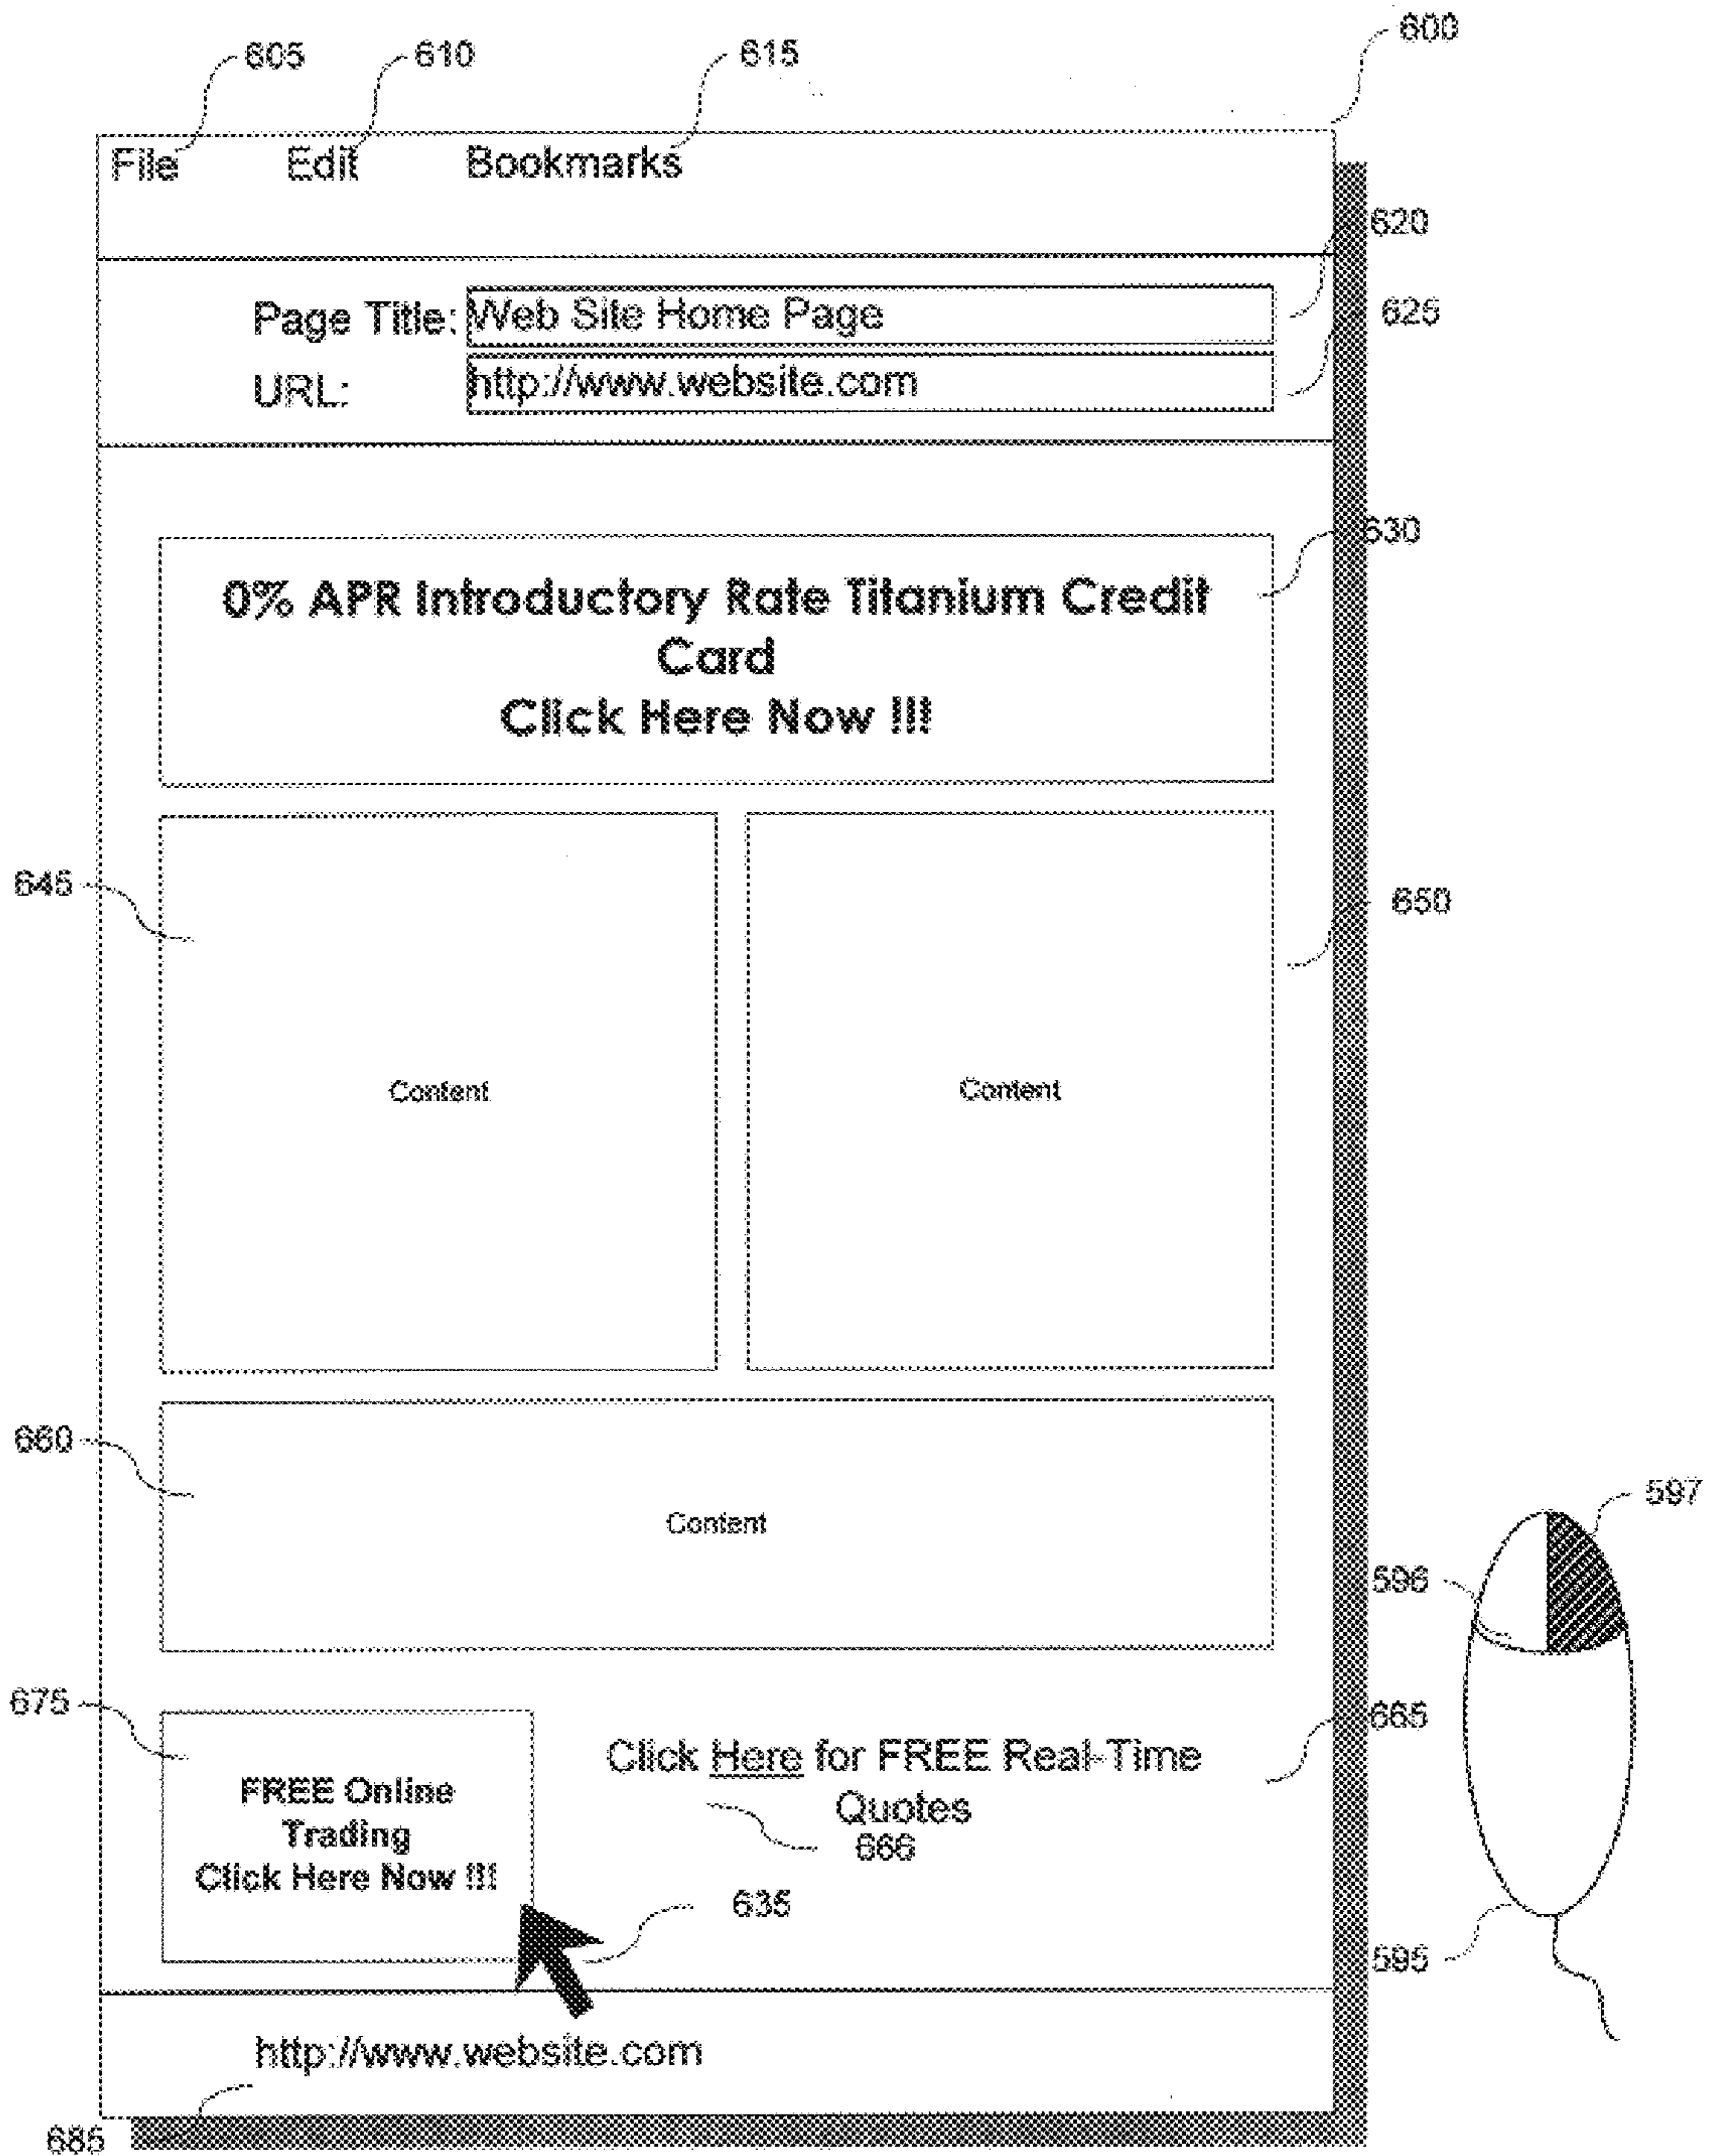 600
605
610
615
File Edit Bookmarks
620
Page Title: Web Site Home Page
625
URL: http://www.website.com
630
0% APR Introductory Rate Titanium Credit
Card
Click Here Now !!!
645
650
Content
Content
660
Content
597
596
675
665
Click Here for FREE Real-Time
Quotes
666
FREE Online
Trading
Click Here Now !!!
635
595
http://www.website.com
685